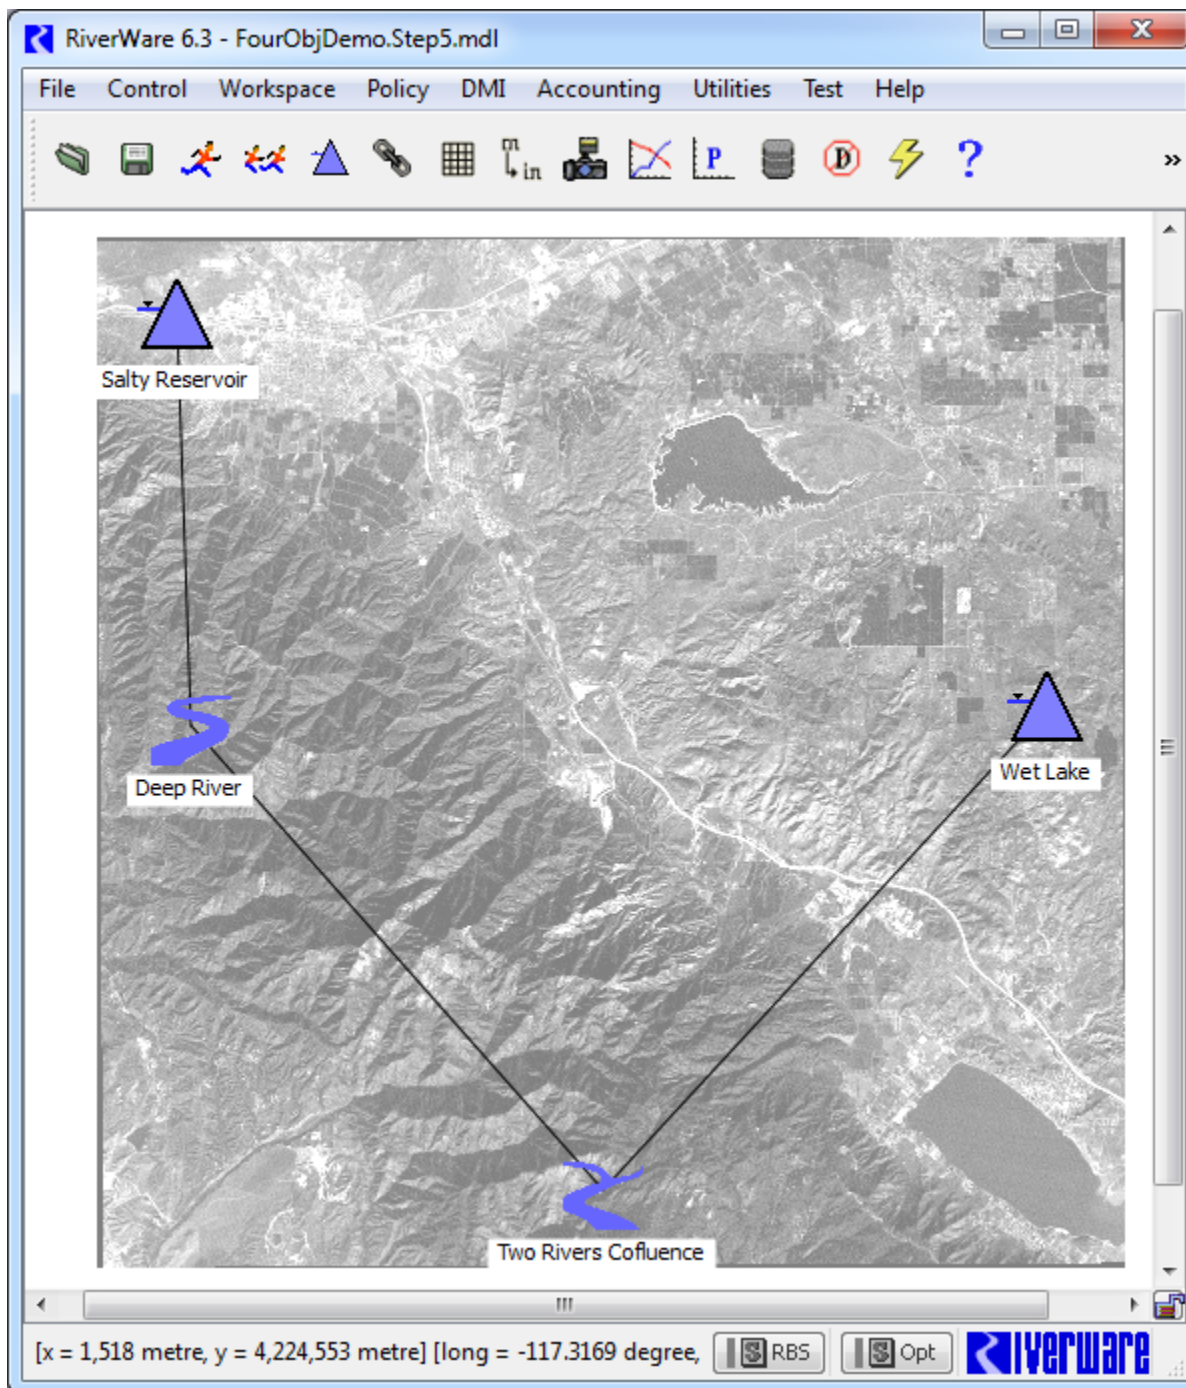 RiverWare 6.3 - FourObjDemo.Step5.mdl
File Control Workspace Policy DMI Accounting Utilities Test Help
m in P D ? »
Salty Reservoir
Deep River
Wet Lake
Two Rivers Cofluence
[x = 1,518 metre, y = 4,224,553 metre] [long = -117.3169 degree, S RBS S Opt Riverware